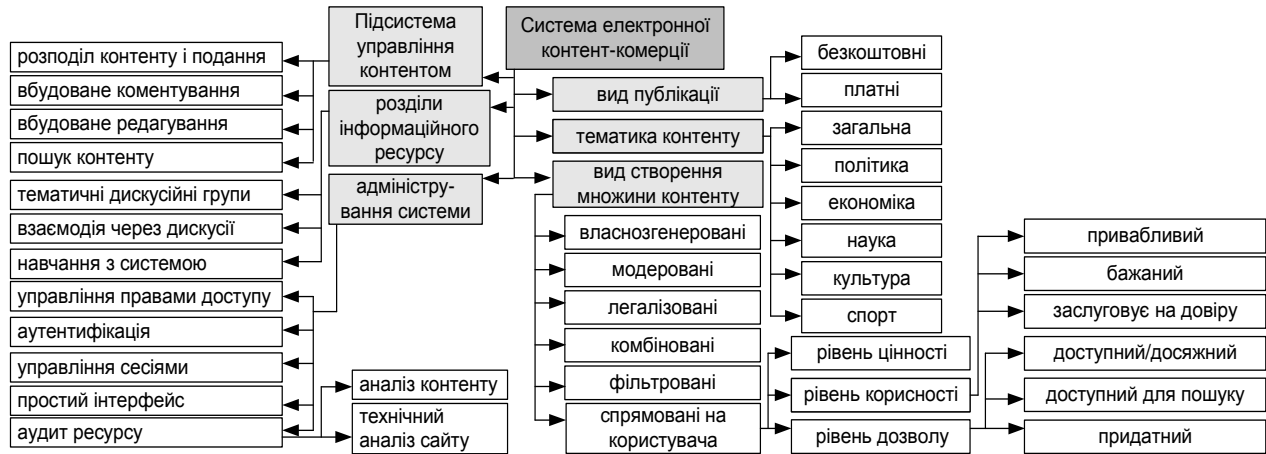 Система електронної
контент-комерції
Підсистема
управління
контентом
розподіл контенту і подання
вбудоване коментування
вбудоване редагування
пошук контенту
розділи
інформаційного
ресурсу
тематичні дискусійні групи
взаємодія через дискусії
навчання з системою
адміністру-
вання системи
управління правами доступу
аутентифікація
управління сесіями
простий інтерфейс
аудит ресурсу
аналіз контенту
технічний
аналіз сайту
вид публікації
безкоштовні
платні
тематика контенту
загальна
політика
економіка
наука
культура
спорт
вид створення
множини контенту
власнозгенеровані
модеровані
легалізовані
комбіновані
фільтровані
спрямовані на
користувача
рівень цінності
рівень корисності
рівень дозволу
привабливий
бажаний
заслуговує на довіру
доступний/досяжний
доступний для пошуку
придатний